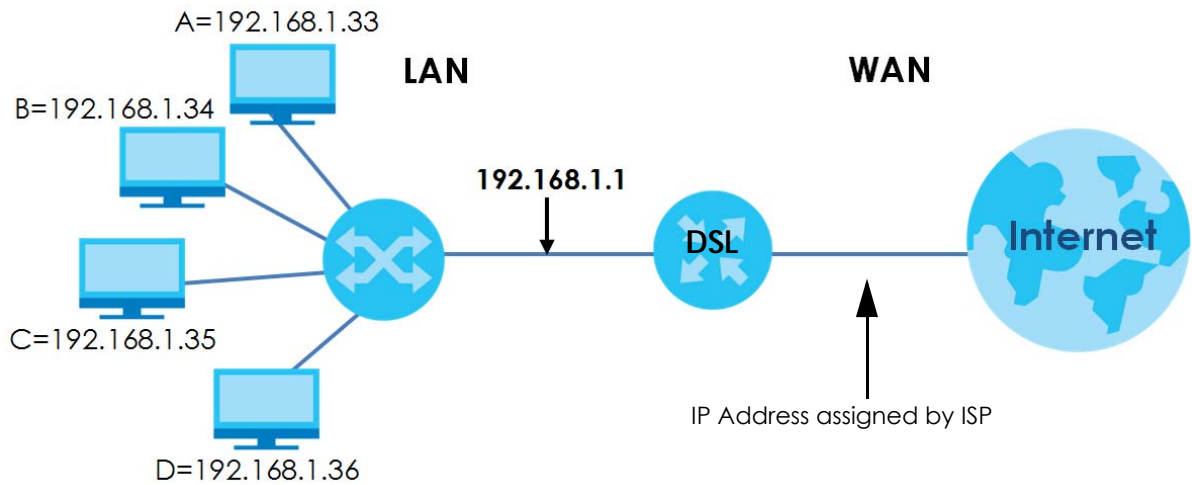 A=192.168.1.33
LAN
WAN
B=192.168.1.34
192.168.1.1
DSL
Internet
C=192.168.1.35
IP Address assigned by ISP
D=192.168.1.36